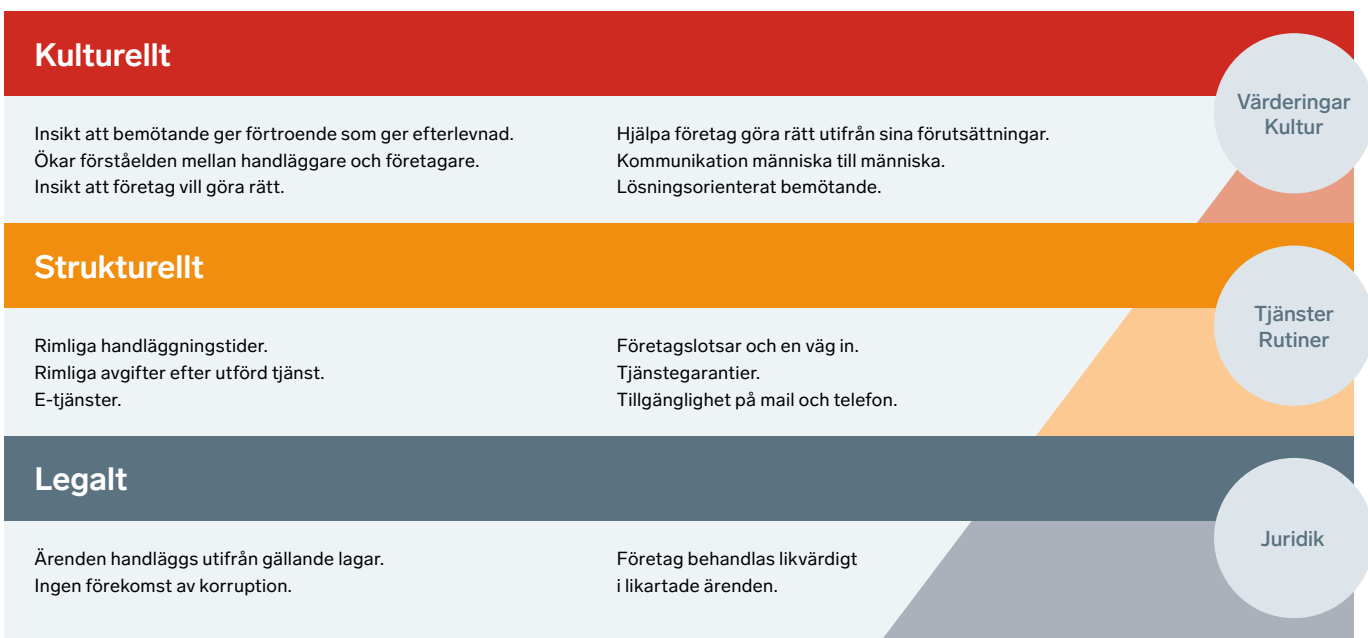 Kulturellt
Insikt att bemötande ger förtroende som ger efterlevnad.
Ökar förståelden mellan handläggare och företagare.
Insikt att företag vill göra rätt.
Hjälpa företag göra rätt utifrån sina förutsättningar.
Kommunikation människa till människa.
Lösningsorienterat bemötande.
Värderingar
Kultur
Strukturellt
Rimliga handläggningstider.
Rimliga avgifter efter utförd tjänst.
E-tjänster.
Företagslotsar och en väg in.
Tjänstegarantier.
Tillgänglighet på mail och telefon.
Tjänster
Rutiner
Legalt
Ärenden handläggs utifrån gällande lagar.
Ingen förekomst av korruption.
Företag behandlas likvärdigt
i likartade ärenden.
Juridik